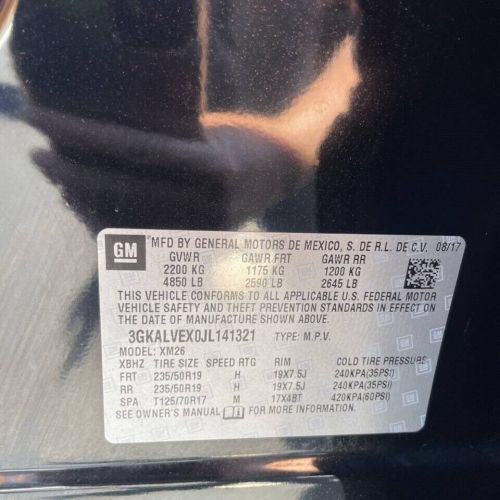 GM
MFD BY GENERAL MOTORS DE MEXICO, S. DE R.L. DE C.V. 08/17
GVWR GAWR FRT GAWR RR
2200 KG 1175 KG 1200 KG
4850 LB 2590 LB 2645 LB
THIS VEHICLE CONFORMS TO ALL APPLICABLE U.S. FEDERAL MOTOR
VEHICLE SAFETY AND THEFT PREVENTION STANDARDS IN EFFECT
ON THE DATE OF MANUFACTURE SHOWN ABOVE.
3GKALVEX0JL141321 TYPE: M.P.V.
MODEL: XM26
XBHZ TIRE SIZE SPEED RTG RIM COLD TIRE PRESSURE
FRT 235/50R19 H 19X7.5J 240KPA(35PSI)
RR 235/50R19 H 19X7.5J 240KPA(35PSI)
SPA T125/70R17 M 17X4BT 420KPA(60PSI)
SEE OWNER'S MANUAL FOR MORE INFORMATION.